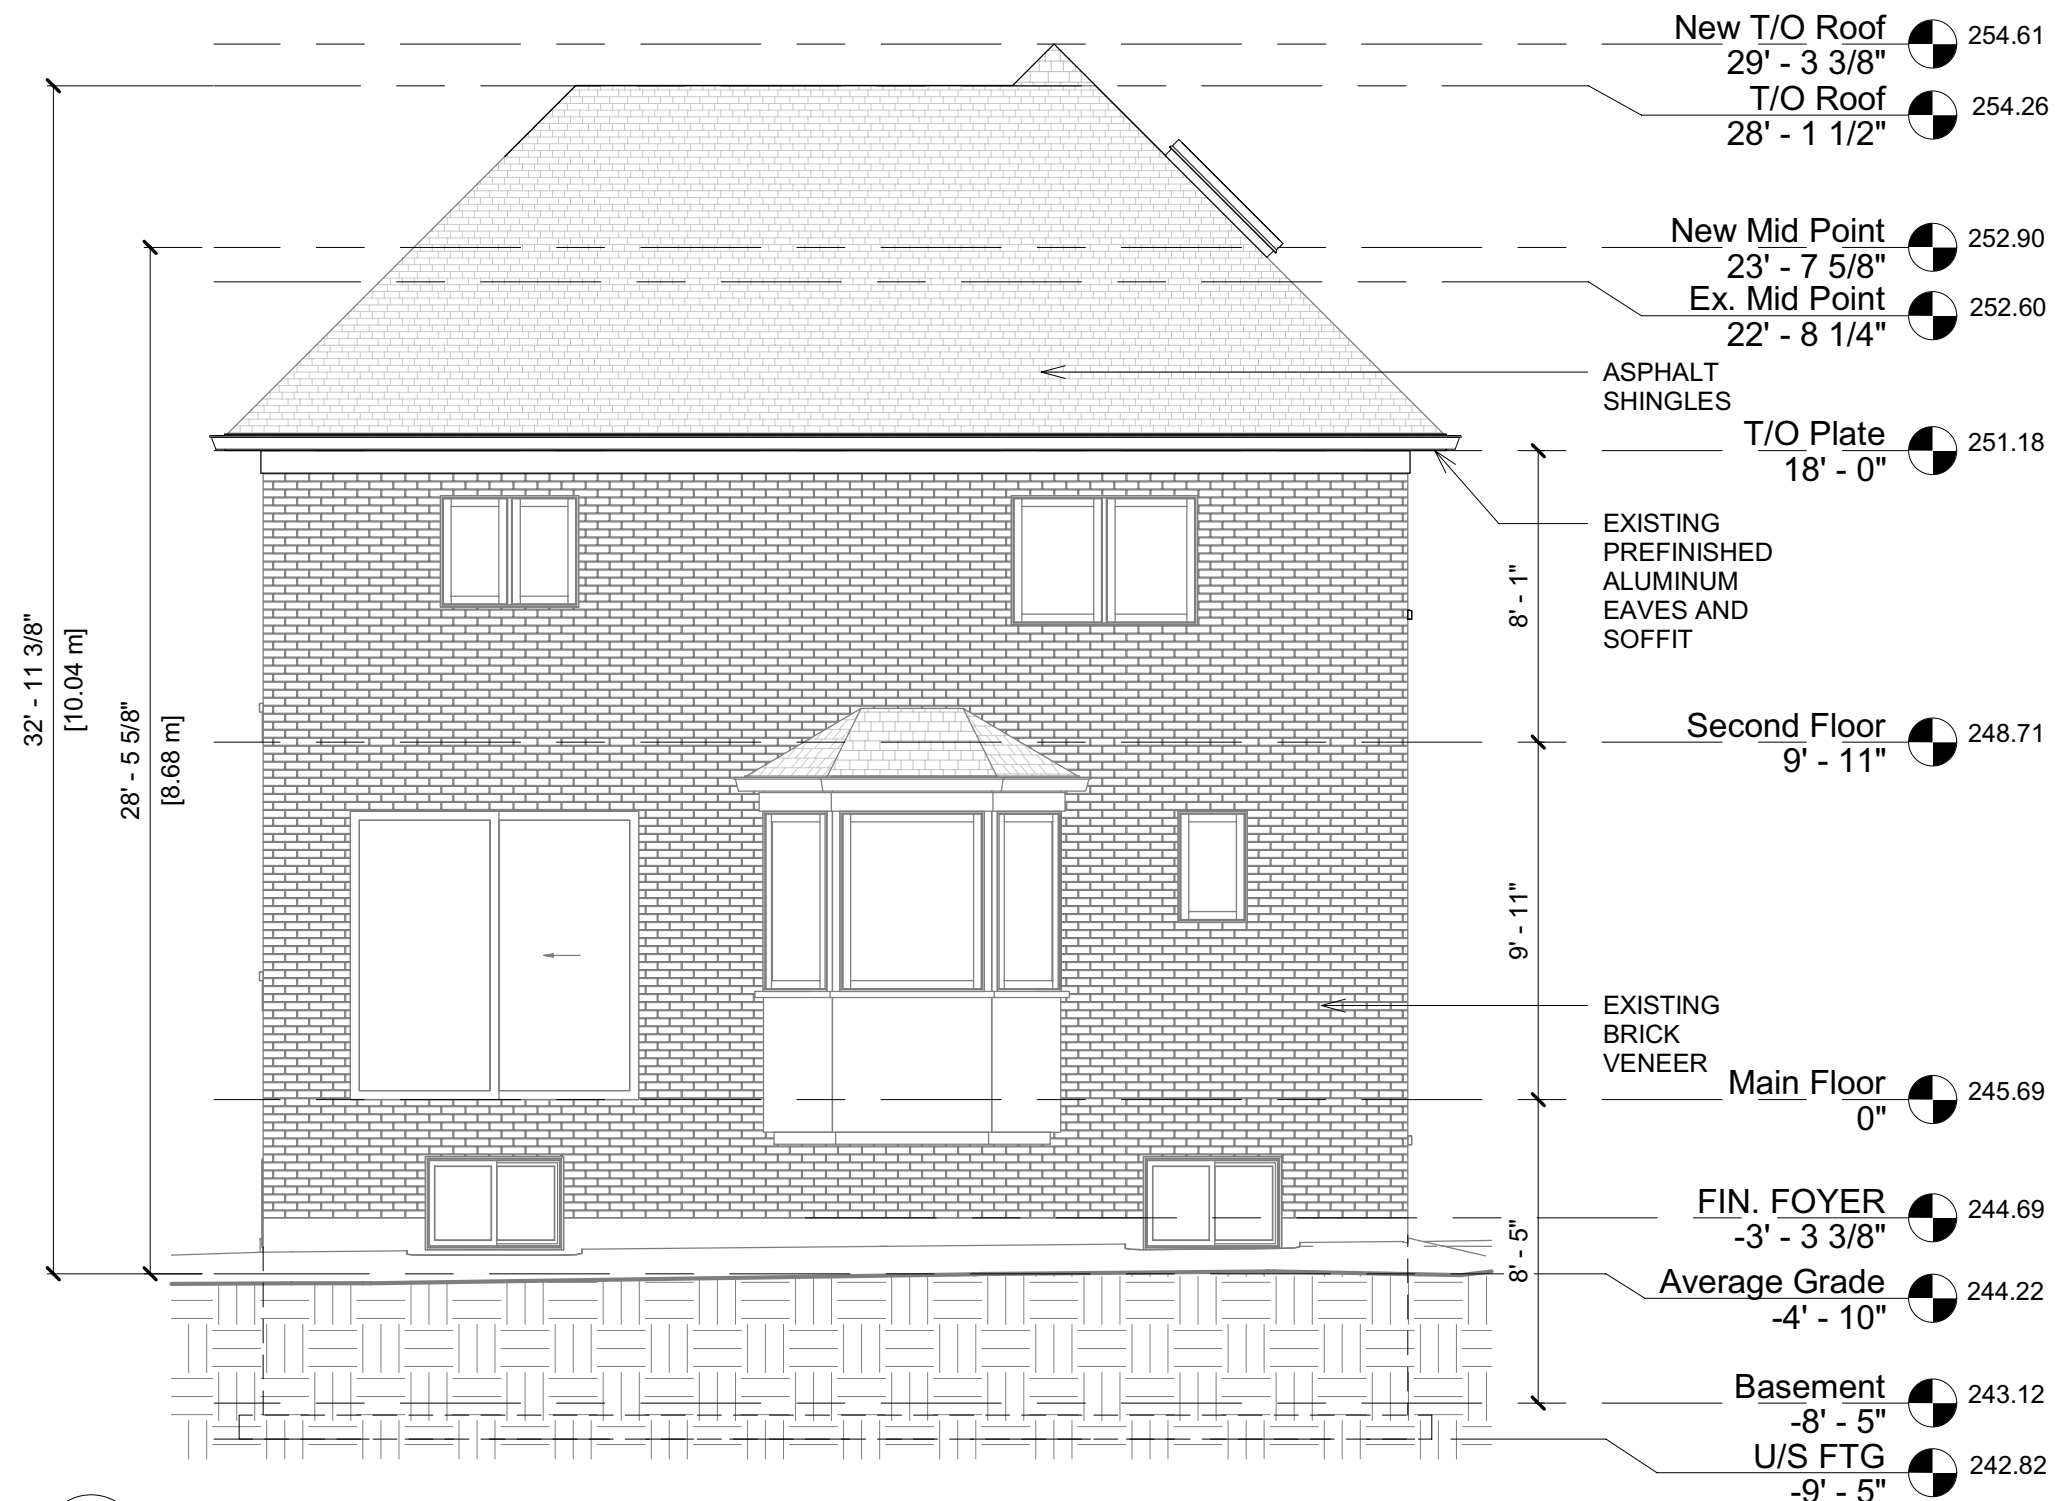 New T/O Roof
29' - 3 3/8"
254.61
T/O Roof
28' - 1 1/2"
254.26
New Mid Point
23' - 7 5/8"
252.90
Ex. Mid Point
22' - 8 1/4"
252.60
ASPHALT
SHINGLES
T/O Plate
18' - 0"
251.18
EXISTING
PREFINISHED
ALUMINUM
EAVES AND
SOFFIT
8' - 1"
32' - 11 3/8"
[10.04 m]
28' - 5 5/8"
[8.68 m]
Second Floor
9' - 11"
248.71
9' - 11"
EXISTING
BRICK
VENEER
Main Floor
0"
245.69
FIN. FOYER
-3' - 3 3/8"
244.69
8' - 5"
Average Grade
-4' - 10"
244.22
Basement
-8' - 5"
243.12
U/S FTG
-9' - 5"
242.82